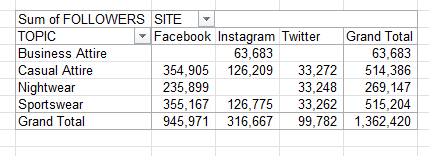 Sum of FOLLOWERS SITE
TOPIC Facebook Instagram Twitter Grand Total
Business Attire 63,683 63,683
Casual Attire 354,905 126,209 33,272 514,386
Nightwear 235,899 33,248 269,147
Sportswear 355,167 126,775 33,262 515,204
Grand Total 945,971 316,667 99,782 1,362,420